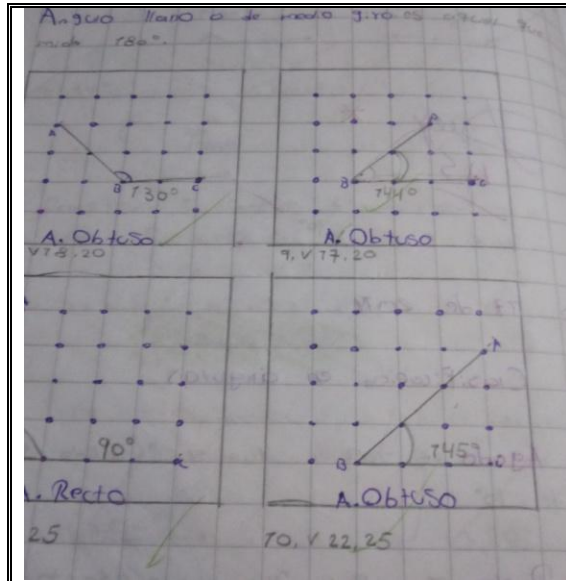 Angulo llano o de medio giro es aquel que
mide 180°.
A
B
C
130°
A. Obtuso
V 18, 20
A
B
C
144°
A. Obtuso
9, V 17, 20
90°
C
A. Recto
25
A
B
C
145°
A. Obtuso
10, V 22, 25